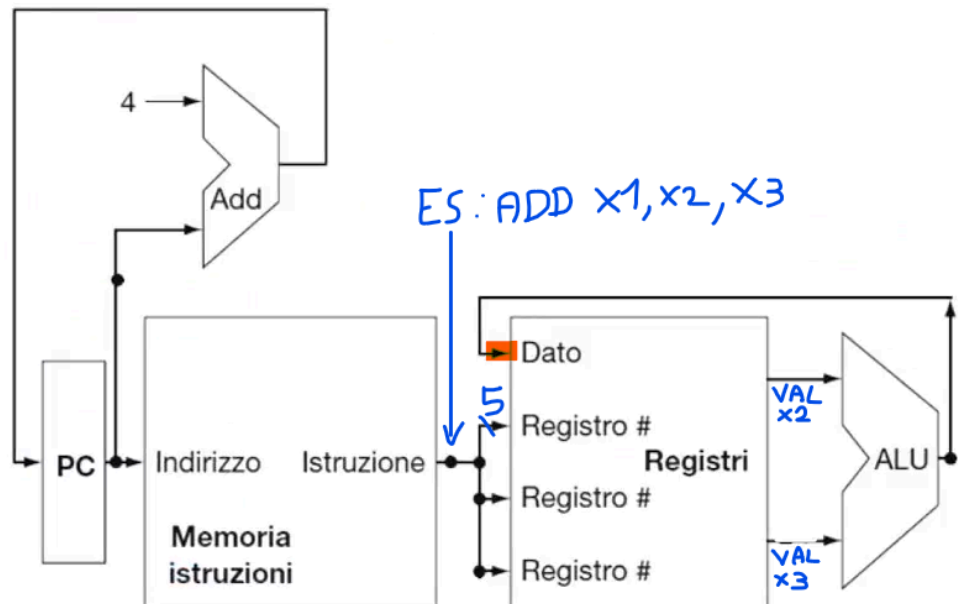 4
Add
ES: ADD X1, X2, X3
Dato
5
Registro #
VAL
X2
PC
Indirizzo
Istruzione
Registri
ALU
Registro #
Memoria
istruzioni
VAL
X3
Registro #